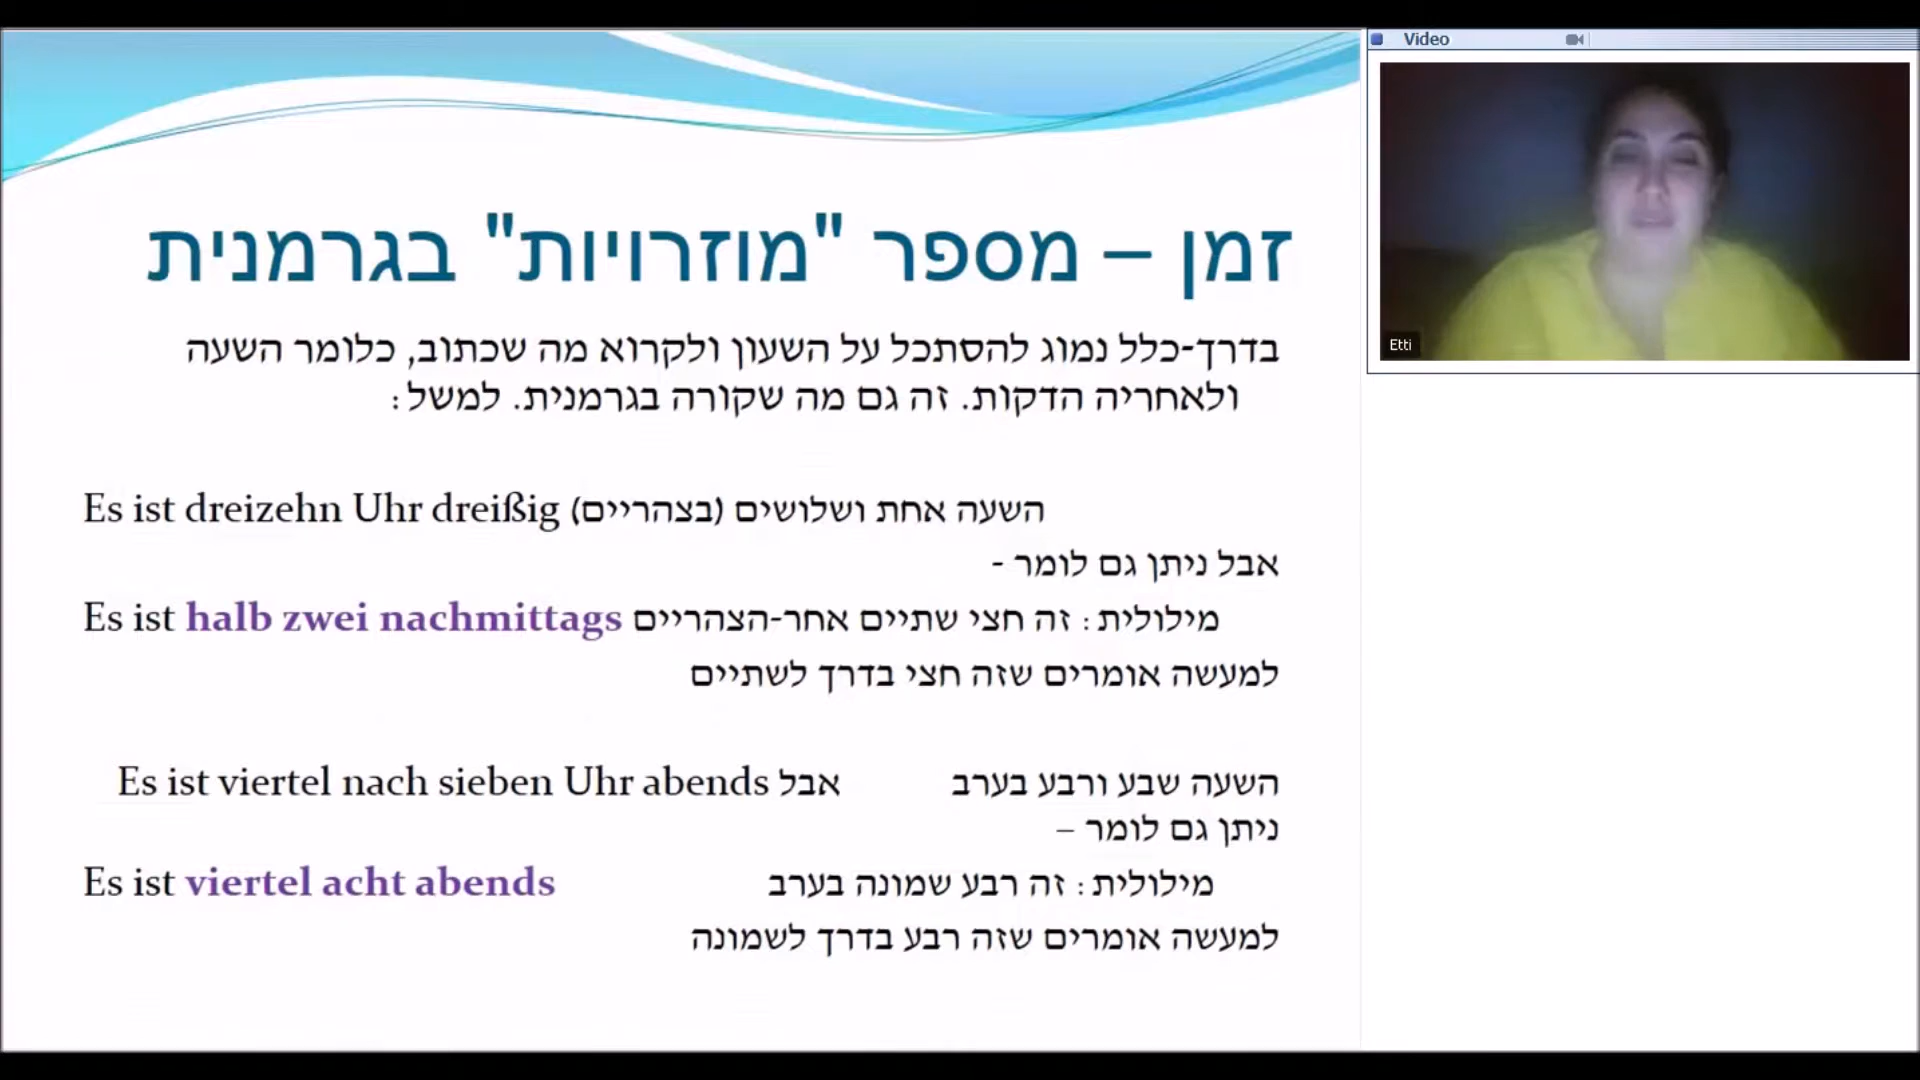 זמן – מספר "מוזרויות" בגרמנית
בדרך-כלל נמוג להסתכל על השעון ולקרוא מה שכתוב, כלומר השעה
ולאחריה הדקות. זה גם מה שקורה בגרמנית. למשל:
Es ist dreizehn Uhr dreißig השעה אחת ושלושים (בצהריים)
אבל ניתן גם לומר -
Es ist halb zwei nachmittags מילולית: זה חצי שתיים אחר-הצהריים
למעשה אומרים שזה חצי בדרך לשתיים
השעה שבע ורבע בערב Es ist viertel nach sieben Uhr abends אבל
ניתן גם לומר –
Es ist viertel acht abends מילולית: זה רבע שמונה בערב
למעשה אומרים שזה רבע בדרך לשמונה
Video
Etti